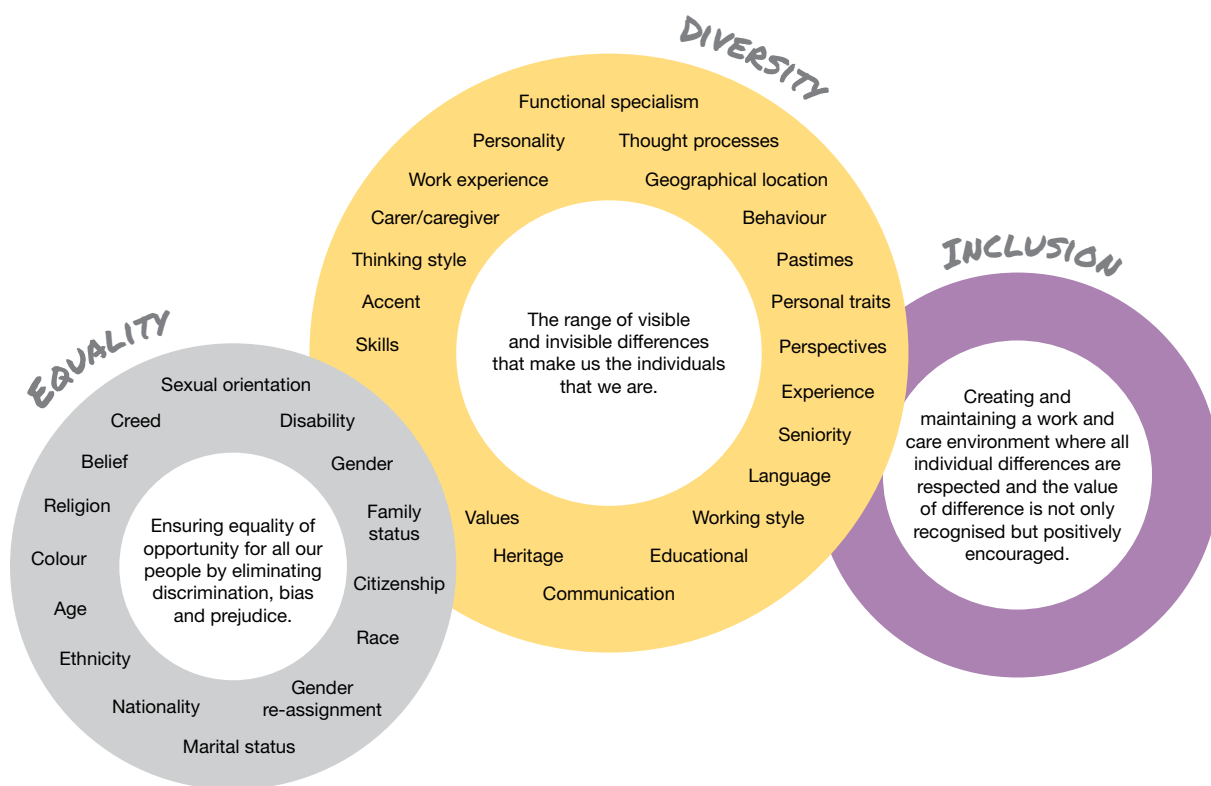 DIVERSITY
Functional specialism
Personality
Thought processes
Work experience
Geographical location
Carer/caregiver
Behaviour
Thinking style
Pastimes
Accent
Personal traits
Skills
Perspectives
Experience
Seniority
Language
Values
Working style
Heritage
Educational
Communication
The range of visible
and invisible differences
that make us the individuals
that we are.
INCLUSION
Creating and
maintaining a work and
care environment where all
individual differences are
respected and the value
of difference is not only
recognised but positively
encouraged.
EQUALITY
Sexual orientation
Creed
Disability
Belief
Gender
Religion
Family
status
Colour
Citizenship
Age
Race
Ethnicity
Gender
re-assignment
Nationality
Marital status
Ensuring equality of
opportunity for all our
people by eliminating
discrimination, bias
and prejudice.